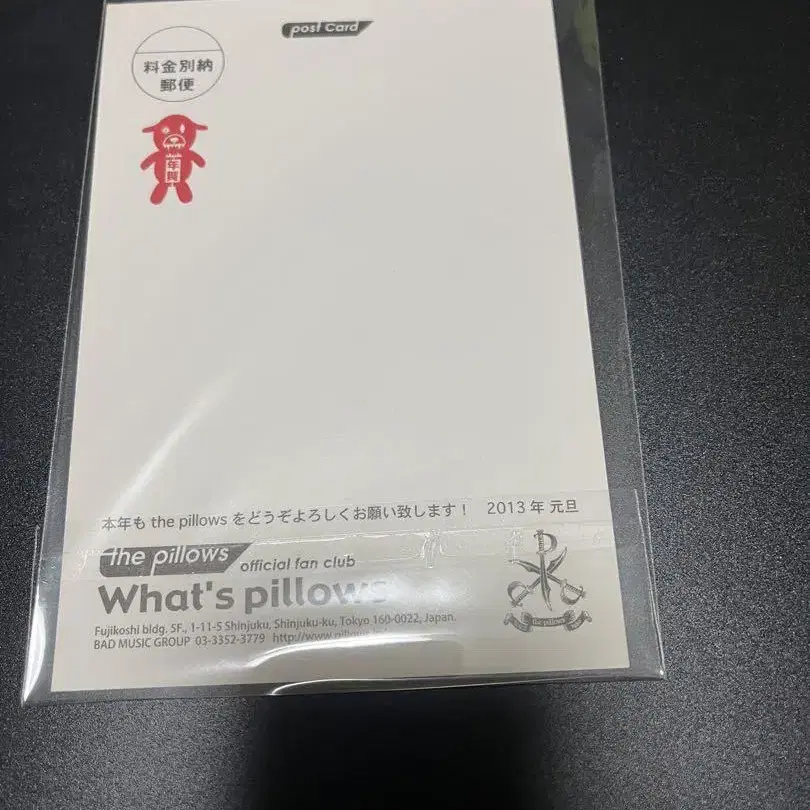 post card
料金別納
郵便
年賀
本年も the pillows をどうぞよろしくお願い致します！ 2013 年 元旦
the pillows official fan club
What's pillows
Fujikoshi bldg. 5F., 1-11-5 Shinjuku, Shinjuku-ku, Tokyo 160-0022, Japan.
BAD MUSIC GROUP 03-3352-3779
the pillows